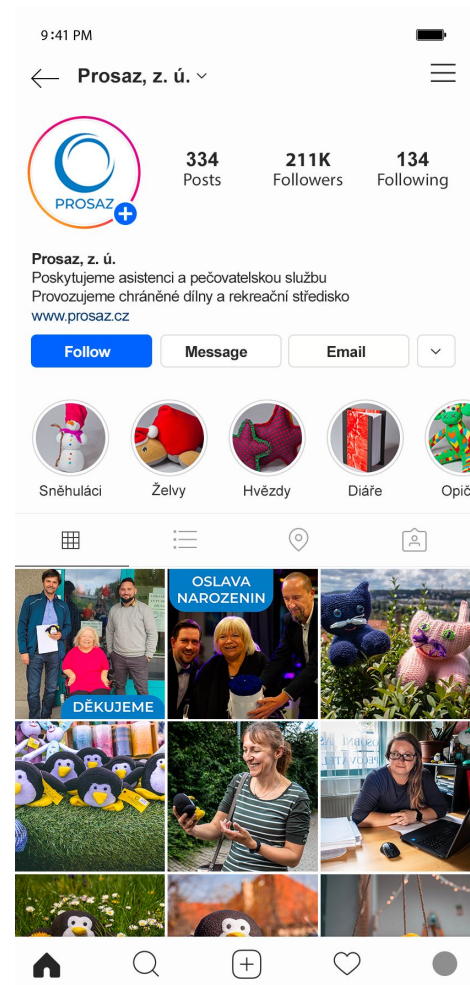 9:41 PM
Prosaz, z. ú.
PROSAZ
334
Posts
211K
Followers
134
Following
Prosaz, z. ú.
Poskytujeme asistenci a pečovatelskou službu
Provozujeme chráněné dílny a rekreační středisko
www.prosaz.cz
Follow
Message
Email
Sněhuláci
Želvy
Hvězdy
Diáře
Opič
DĚKUJEME
OSLAVA
NAROZENIN